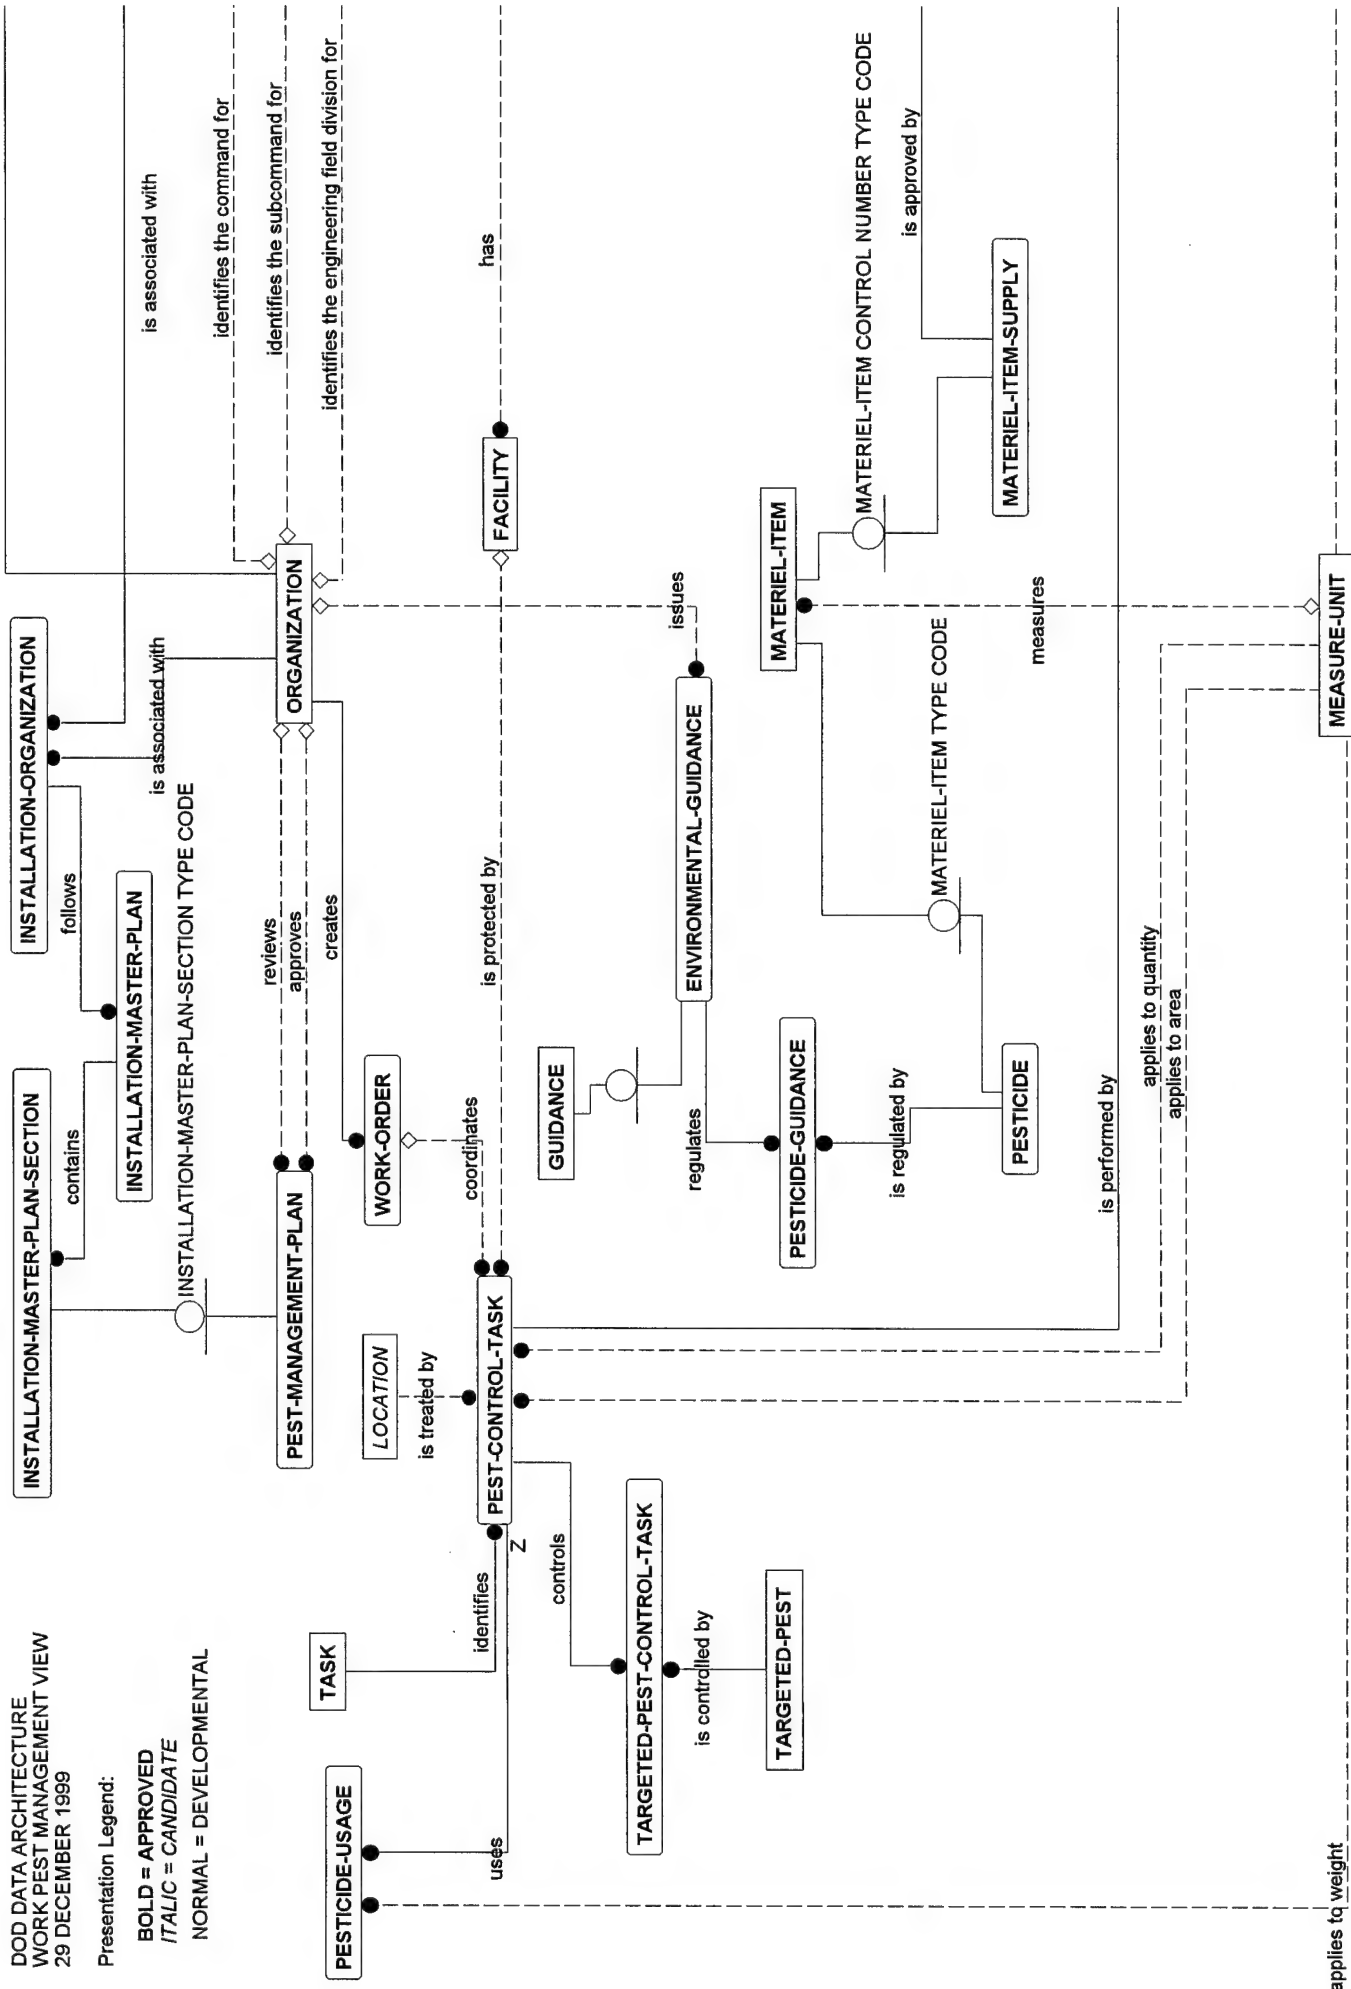 DOD DATA ARCHITECTURE
WORK PEST MANAGEMENT VIEW
29 DECEMBER 1999
Presentation Legend:
BOLD = APPROVED
ITALIC = CANDIDATE
NORMAL = DEVELOPMENTAL
INSTALLATION-MASTER-PLAN-SECTION
contains
INSTALLATION-MASTER-PLAN
follows
INSTALLATION-ORGANIZATION
is associated with
is associated with
INSTALLATION-MASTER-PLAN-SECTION TYPE CODE
identifies the command for
identifies the subcommand for
identifies the engineering field division for
PEST-MANAGEMENT-PLAN
reviews
approves
ORGANIZATION
creates
WORK-ORDER
coordinates
LOCATION
is treated by
TASK
identifies
PESTICIDE-USAGE
uses
PEST-CONTROL-TASK
Z
is protected by
FACILITY
has
controls
TARGETED-PEST-CONTROL-TASK
is controlled by
TARGETED-PEST
GUIDANCE
ENVIRONMENTAL-GUIDANCE
issues
regulates
PESTICIDE-GUIDANCE
is regulated by
PESTICIDE
MATERIEL-ITEM
MATERIEL-ITEM TYPE CODE
MATERIEL-ITEM CONTROL NUMBER TYPE CODE
is approved by
MATERIEL-ITEM-SUPPLY
measures
is performed by
applies to quantity
applies to area
MEASURE-UNIT
applies to weight